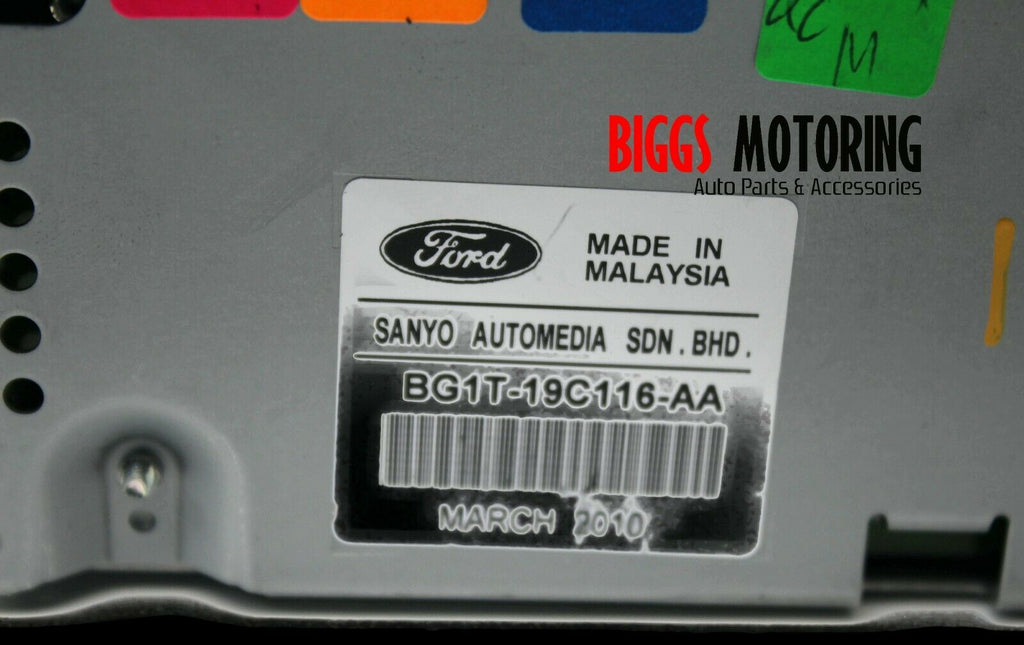 M
BIGGS MOTORING
Auto Parts & Accessories
Ford
MADE IN
MALAYSIA
SANYO AUTOMEDIA SDN. BHD.
BG1T-19C116-AA
MARCH 2010